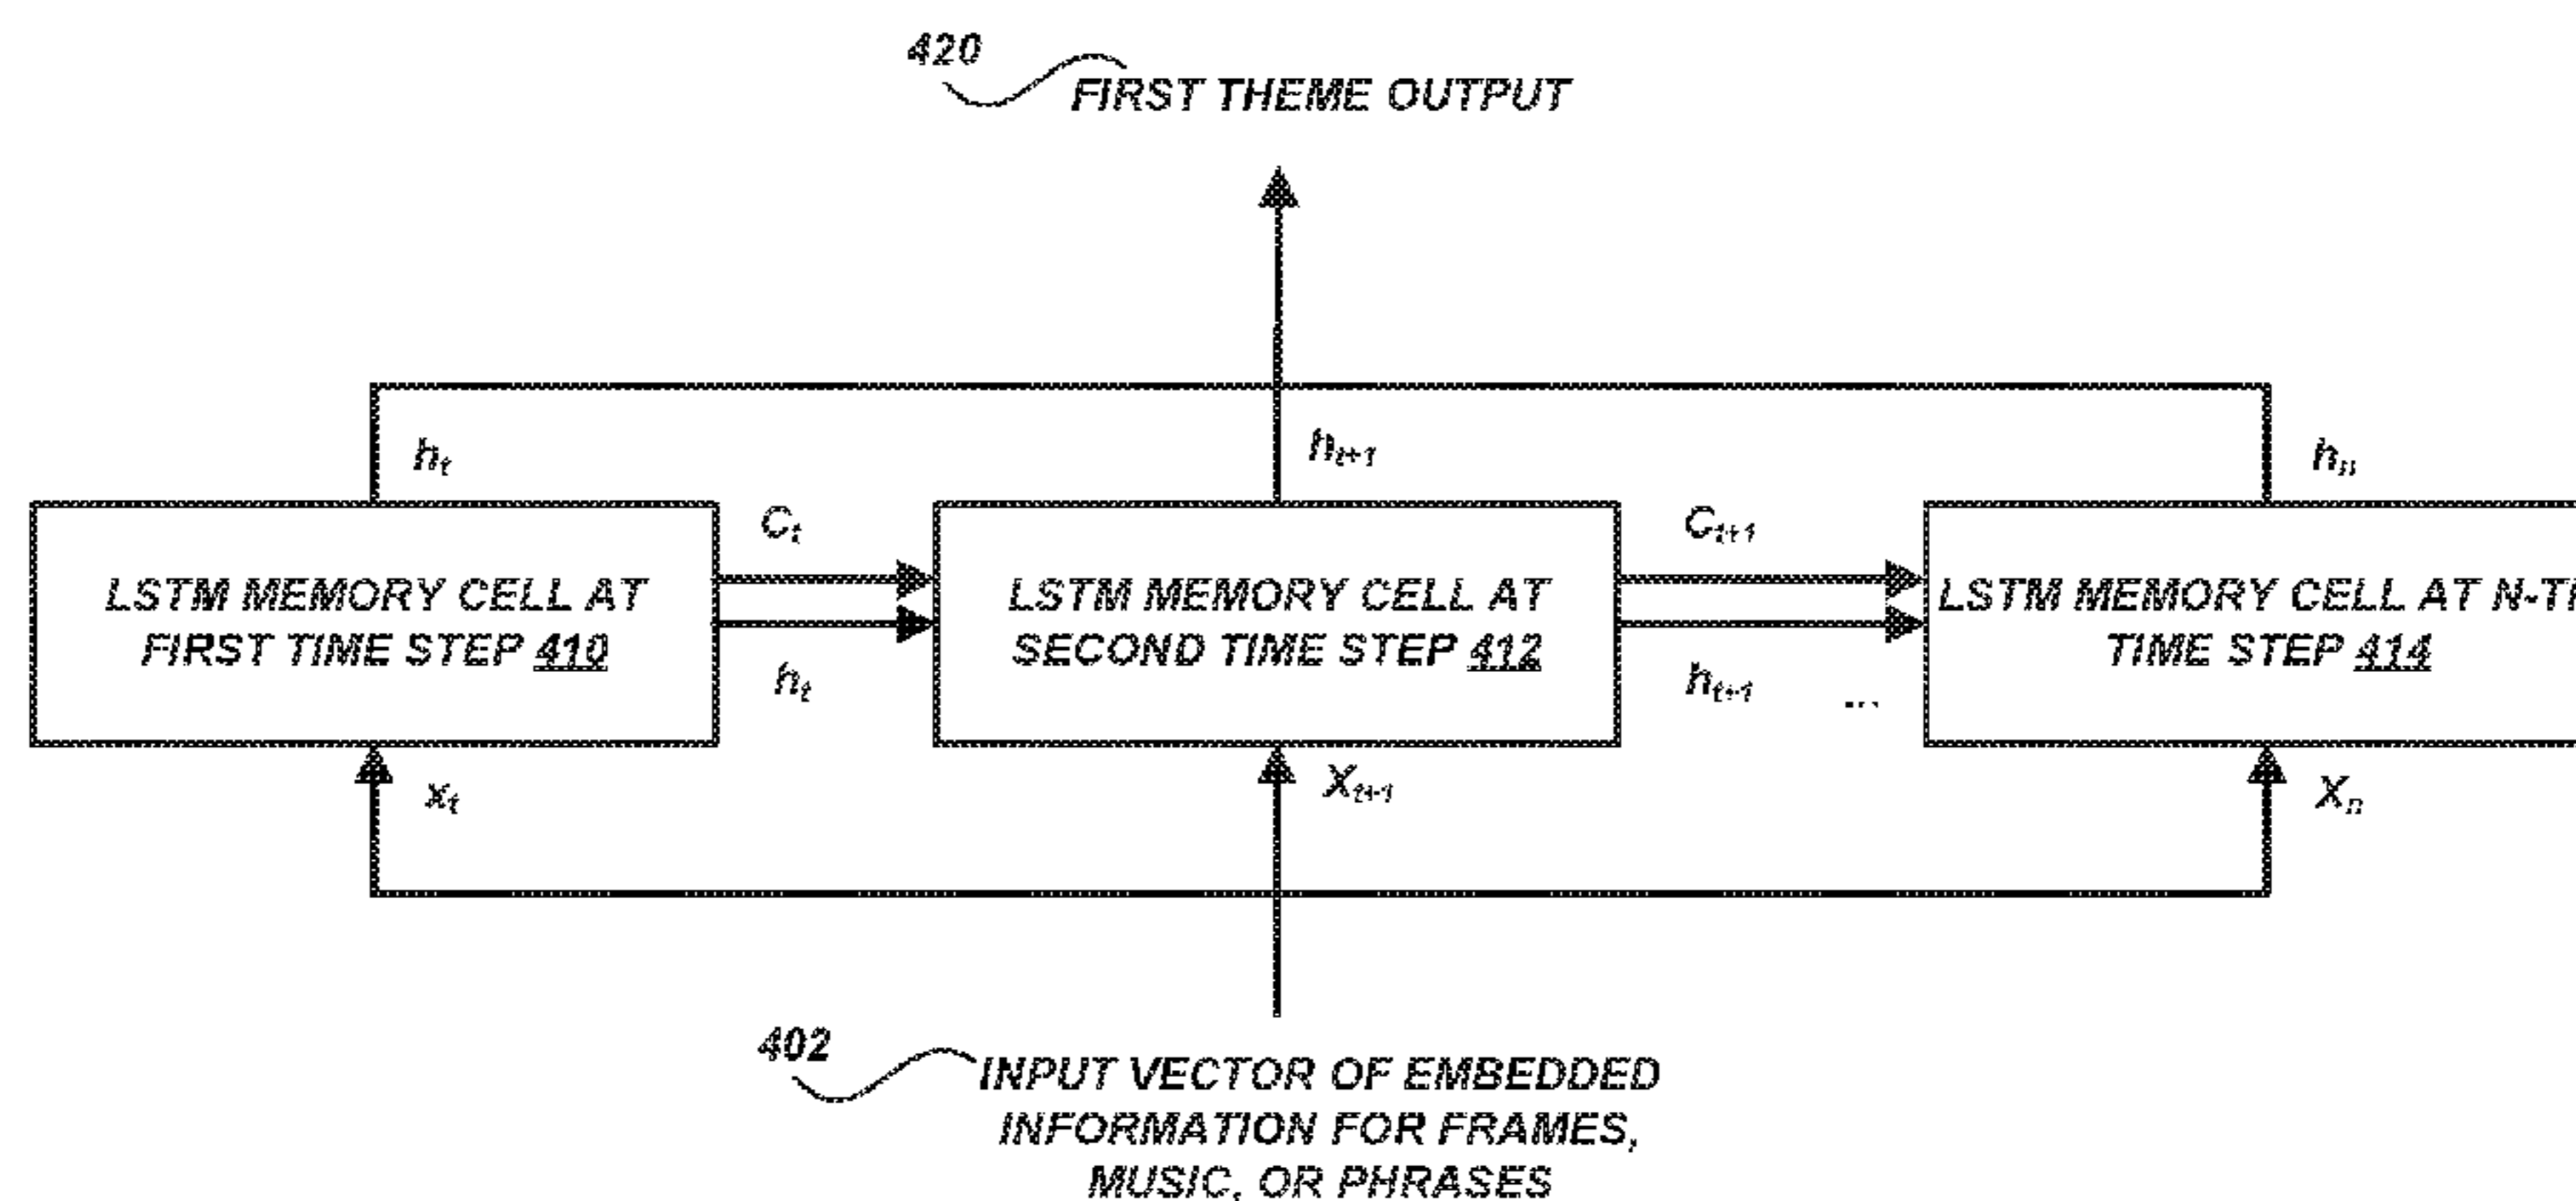 420
FIRST THEME OUTPUT
hₜ
hₜ₊₁
hₙ
Cₜ
Cₜ₊₁
LSTM MEMORY CELL AT
FIRST TIME STEP 410
LSTM MEMORY CELL AT
SECOND TIME STEP 412
LSTM MEMORY CELL AT
TIME STEP 414
hₜ
hₜ₊₁
...
xₜ
Xₜ₊₁
Xₙ
402
INPUT VECTOR OF EMBEDDED
INFORMATION FOR FRAMES,
MUSIC, OR PHRASES